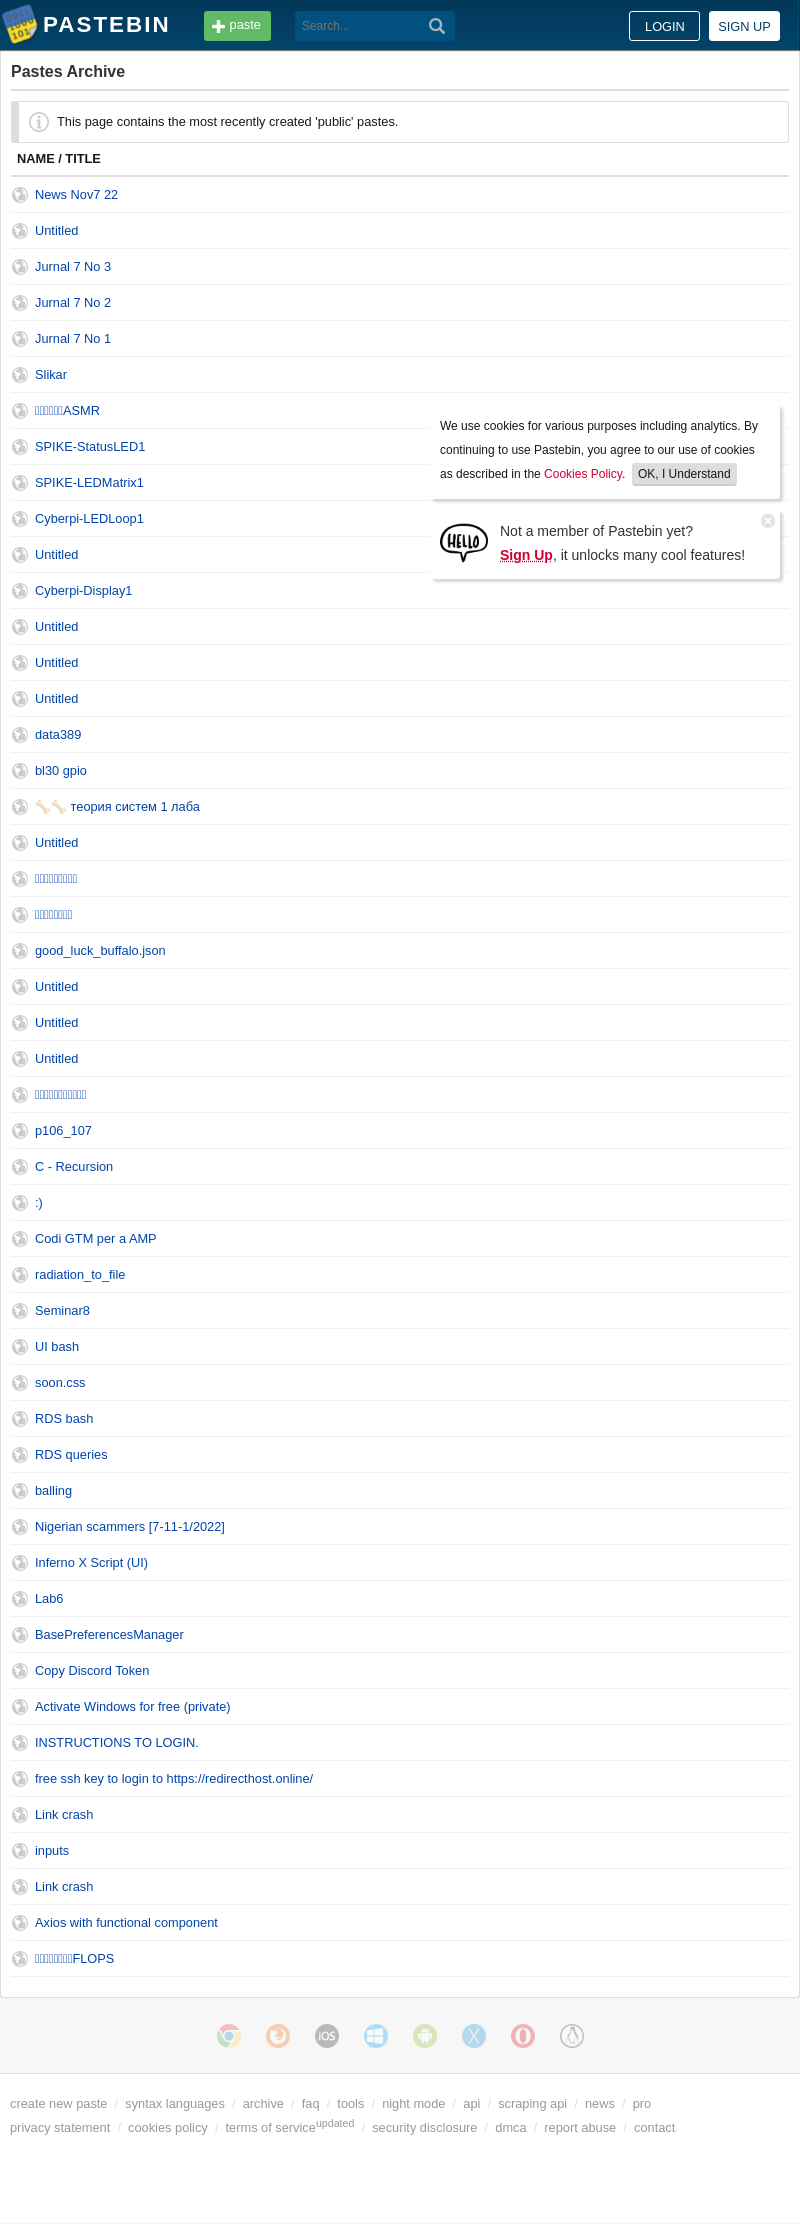 PASTEBIN
paste
Search...
LOGIN
SIGN UP
Pastes Archive
This page contains the most recently created 'public' pastes.
NAME / TITLE
News Nov7 22
Untitled
Jurnal 7 No 3
Jurnal 7 No 2
Jurnal 7 No 1
Slikar
ASMR
SPIKE-StatusLED1
SPIKE-LEDMatrix1
Cyberpi-LEDLoop1
Untitled
Cyberpi-Display1
We use cookies for various purposes including analytics. By
continuing to use Pastebin, you agree to our use of cookies
as described in the Cookies Policy. OK, I Understand
HELLO
Not a member of Pastebin yet?
Sign Up, it unlocks many cool features!
Untitled
Untitled
Untitled
data389
bl30 gpio
🦴🦴 теория систем 1 лаба
Untitled
good_luck_buffalo.json
Untitled
Untitled
Untitled
p106_107
C - Recursion
:)
Codi GTM per a AMP
radiation_to_file
Seminar8
UI bash
soon.css
RDS bash
RDS queries
balling
Nigerian scammers [7-11-1/2022]
Inferno X Script (UI)
Lab6
BasePreferencesManager
Copy Discord Token
Activate Windows for free (private)
INSTRUCTIONS TO LOGIN.
free ssh key to login to https://redirecthost.online/
Link crash
inputs
Link crash
Axios with functional component
FLOPS
iOS
create new paste / syntax languages / archive / faq / tools / night mode / api / scraping api / news / pro
privacy statement / cookies policy / terms of serviceupdated / security disclosure / dmca / report abuse / contact